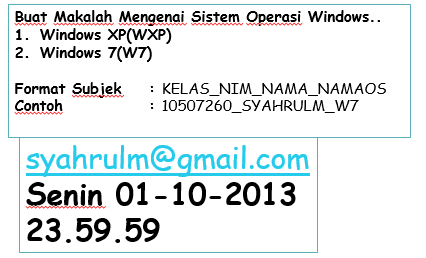 Buat Makalah Mengenai Sistem Operasi Windows..
1. Windows XP(WXP)
2. Windows 7(W7)
Format Subjek : KELAS_NIM_NAMA_NAMAOS
Contoh : 10507260_SYAHRULM_W7
syahrulm@gmail.com
Senin 01-10-2013
23.59.59